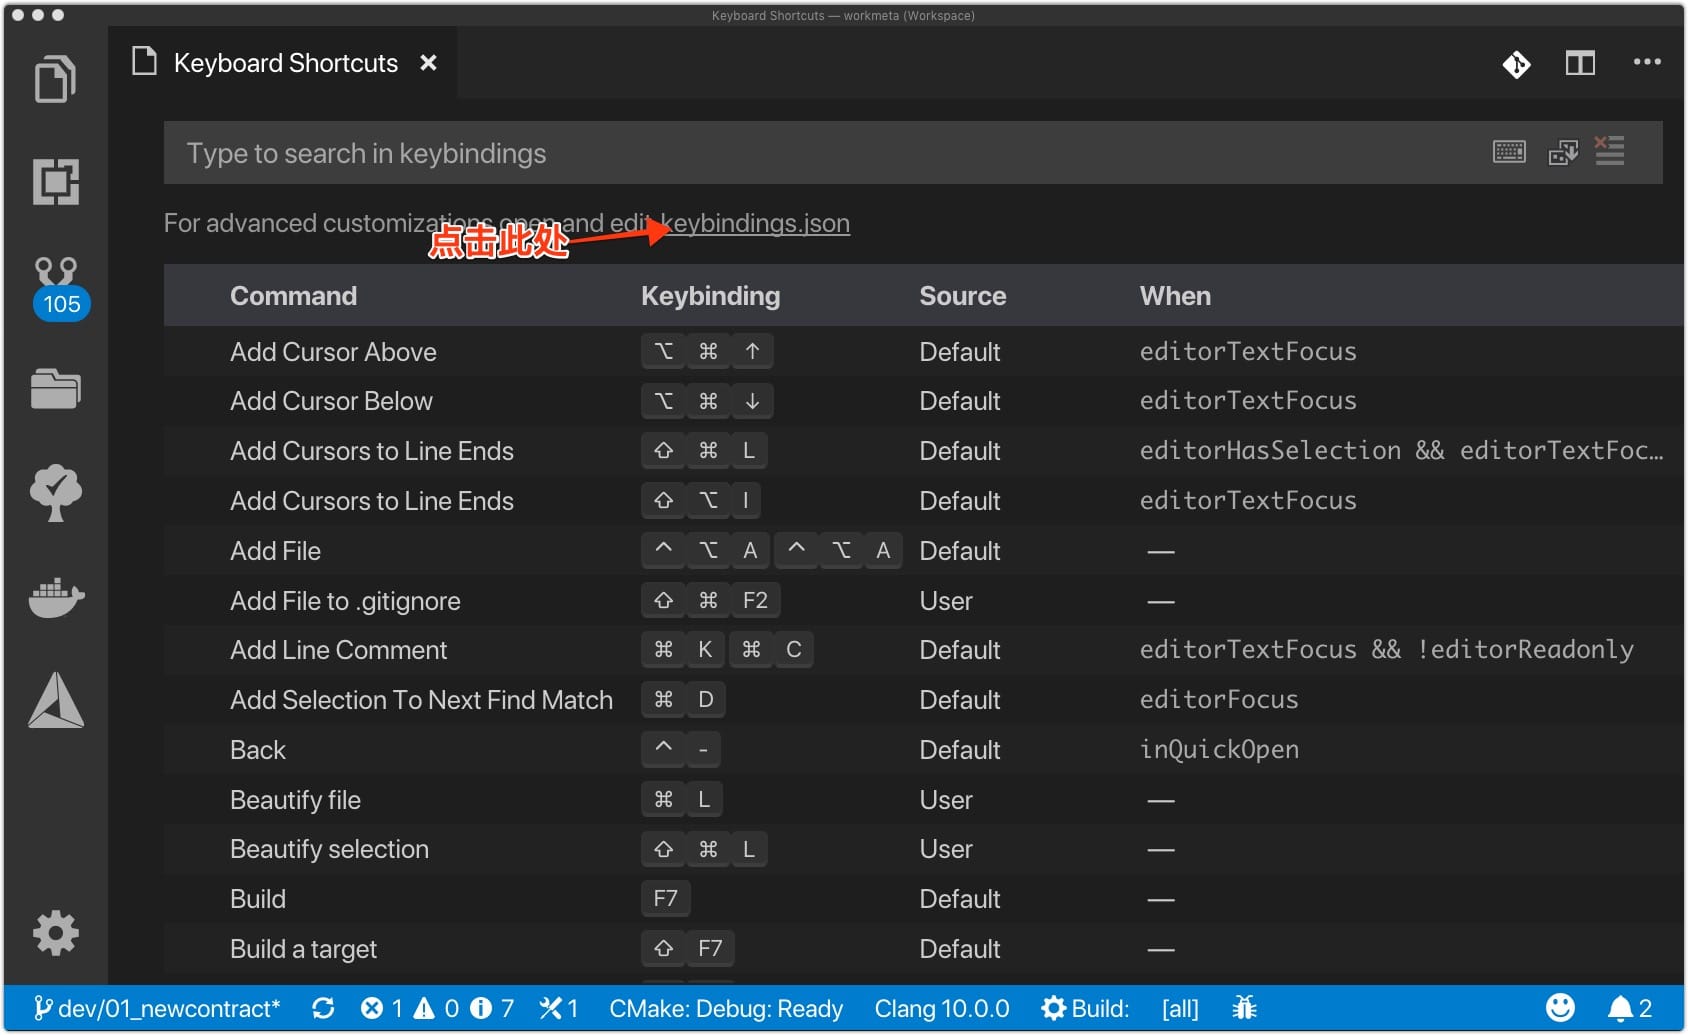 Keyboard Shortcuts — workmeta (Workspace)
Keyboard Shortcuts ×
Type to search in keybindings
For advanced customizations open and edit keybindings.json
点击此处
105
Command Keybinding Source When
Add Cursor Above ⌥ ⌘ ↑ Default editorTextFocus
Add Cursor Below ⌥ ⌘ ↓ Default editorTextFocus
Add Cursors to Line Ends ⇧ ⌘ L Default editorHasSelection && editorTextFoc…
Add Cursors to Line Ends ⇧ ⌥ I Default editorTextFocus
Add File ^ ⌥ A ^ ⌥ A Default —
Add File to .gitignore ⇧ ⌘ F2 User —
Add Line Comment ⌘ K ⌘ C Default editorTextFocus && !editorReadonly
Add Selection To Next Find Match ⌘ D Default editorFocus
Back ^ - Default inQuickOpen
Beautify file ⌘ L User —
Beautify selection ⇧ ⌘ L User —
Build F7 Default —
Build a target ⇧ F7 Default —
dev/01_newcontract* 1 0 7 1 CMake: Debug: Ready Clang 10.0.0 Build: [all] 2